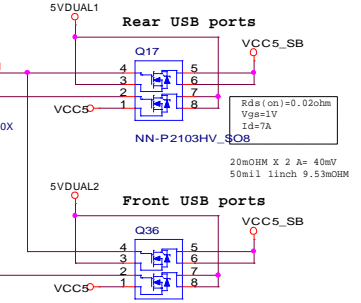 5VDUAL1
Rear USB ports
Q17
VCC5_SB
4 5
3 6
2 7
VCC5 1 8
0X
NN-P2103HV_SO8
Rds(on)=0.02ohm
Vgs=1V
Id=7A
20mOHM X 2 A= 40mV
50mil 1inch 9.53mOHM
5VDUAL2
Front USB ports
Q36
VCC5_SB
4 5
3 6
2 7
VCC5 1 8